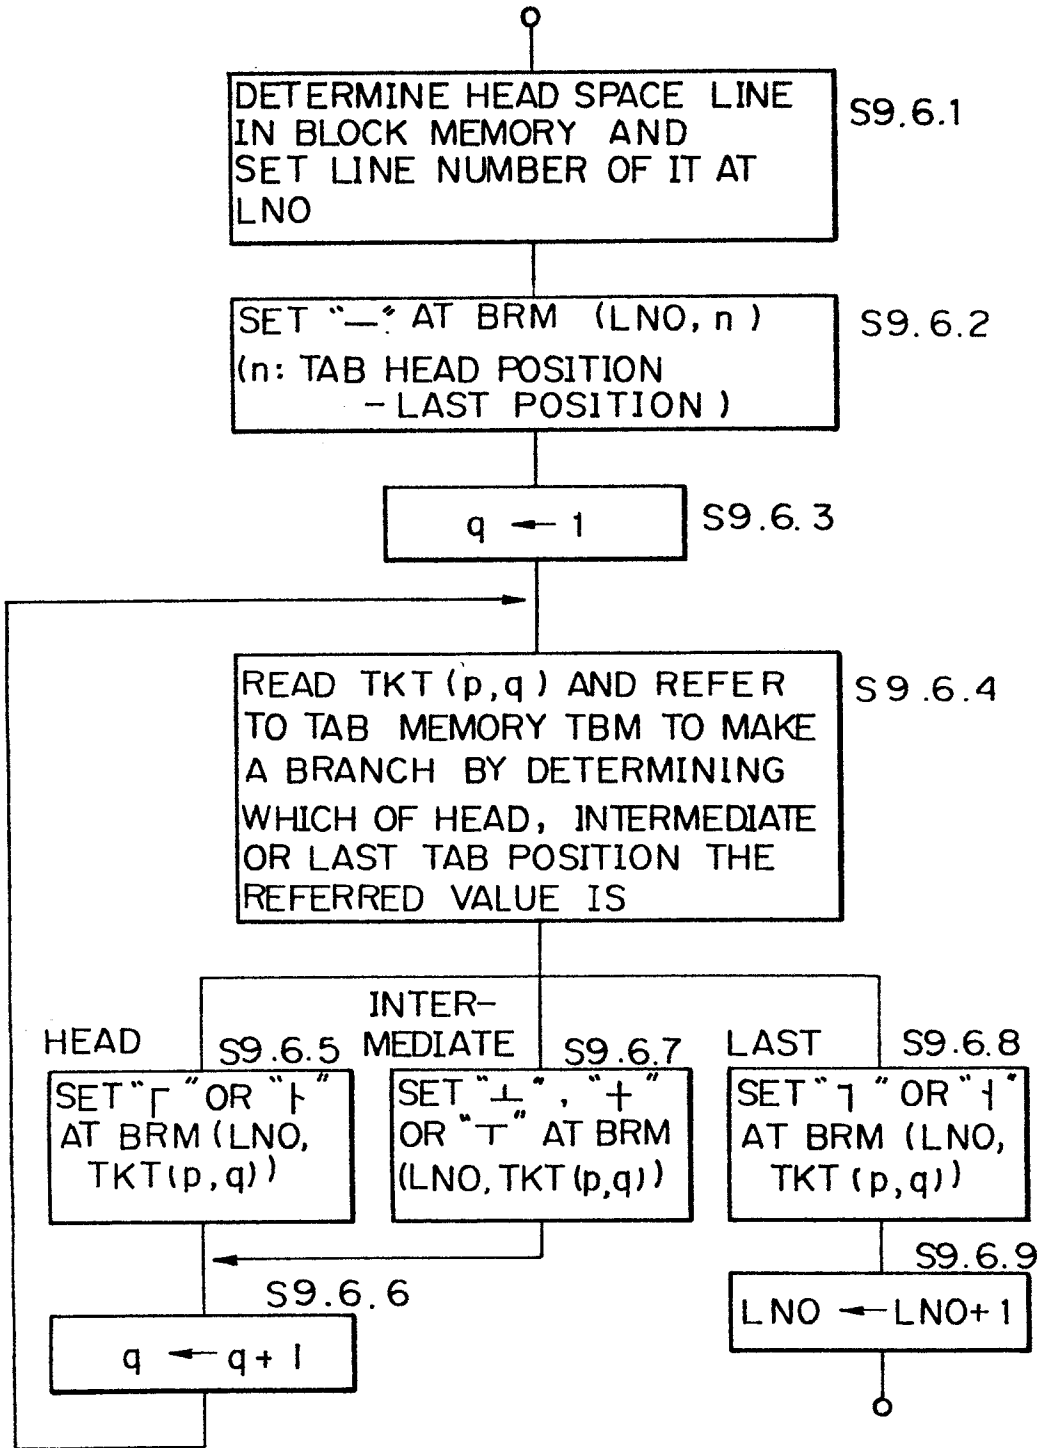 DETERMINE HEAD SPACE LINE
IN BLOCK MEMORY AND
SET LINE NUMBER OF IT AT
LNO
S9.6.1
SET "—" AT BRM (LNO, n)
(n: TAB HEAD POSITION
- LAST POSITION)
S9.6.2
q ← 1
S9.6.3
READ TKT (p,q) AND REFER
TO TAB MEMORY TBM TO MAKE
A BRANCH BY DETERMINING
WHICH OF HEAD, INTERMEDIATE
OR LAST TAB POSITION THE
REFERRED VALUE IS
S9.6.4
HEAD
S9.6.5
SET "┌" OR "├"
AT BRM (LNO,
TKT(p,q))
INTER-
MEDIATE
S9.6.7
SET "┴", "┼"
OR "┬" AT BRM
(LNO, TKT(p,q))
LAST
S9.6.8
SET "┐" OR "┤"
AT BRM (LNO,
TKT (p,q))
S9.6.6
q ← q+1
S9.6.9
LNO ← LNO+1